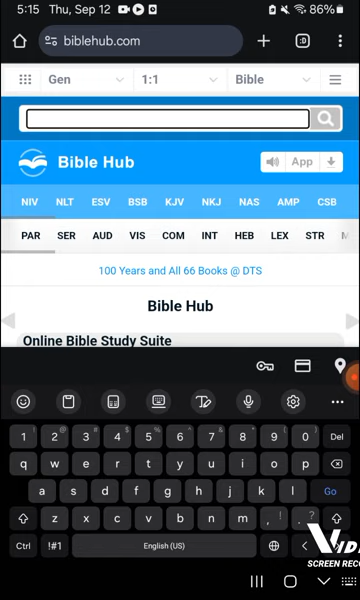 5:15 Thu, Sep 12 86%
biblehub.com :D
Gen 1:1 Bible
Bible Hub App
NIV NLT ESV BSB KJV NKJ NAS AMP CSB
PAR SER AUD VIS COM INT HEB LEX STR M
100 Years and All 66 Books @ DTS
Bible Hub
Online Bible Study Suite
1 ! 2 @ 3 # 4 $ 5 % 6 ^ 7 & 8 * 9 ( 0 ) Del
q w e r t y u i o p
a s d f g h j k l Go
z x c v b n m , ! . ?
Ctrl !#1 English (US) <
VID
SCREEN REC